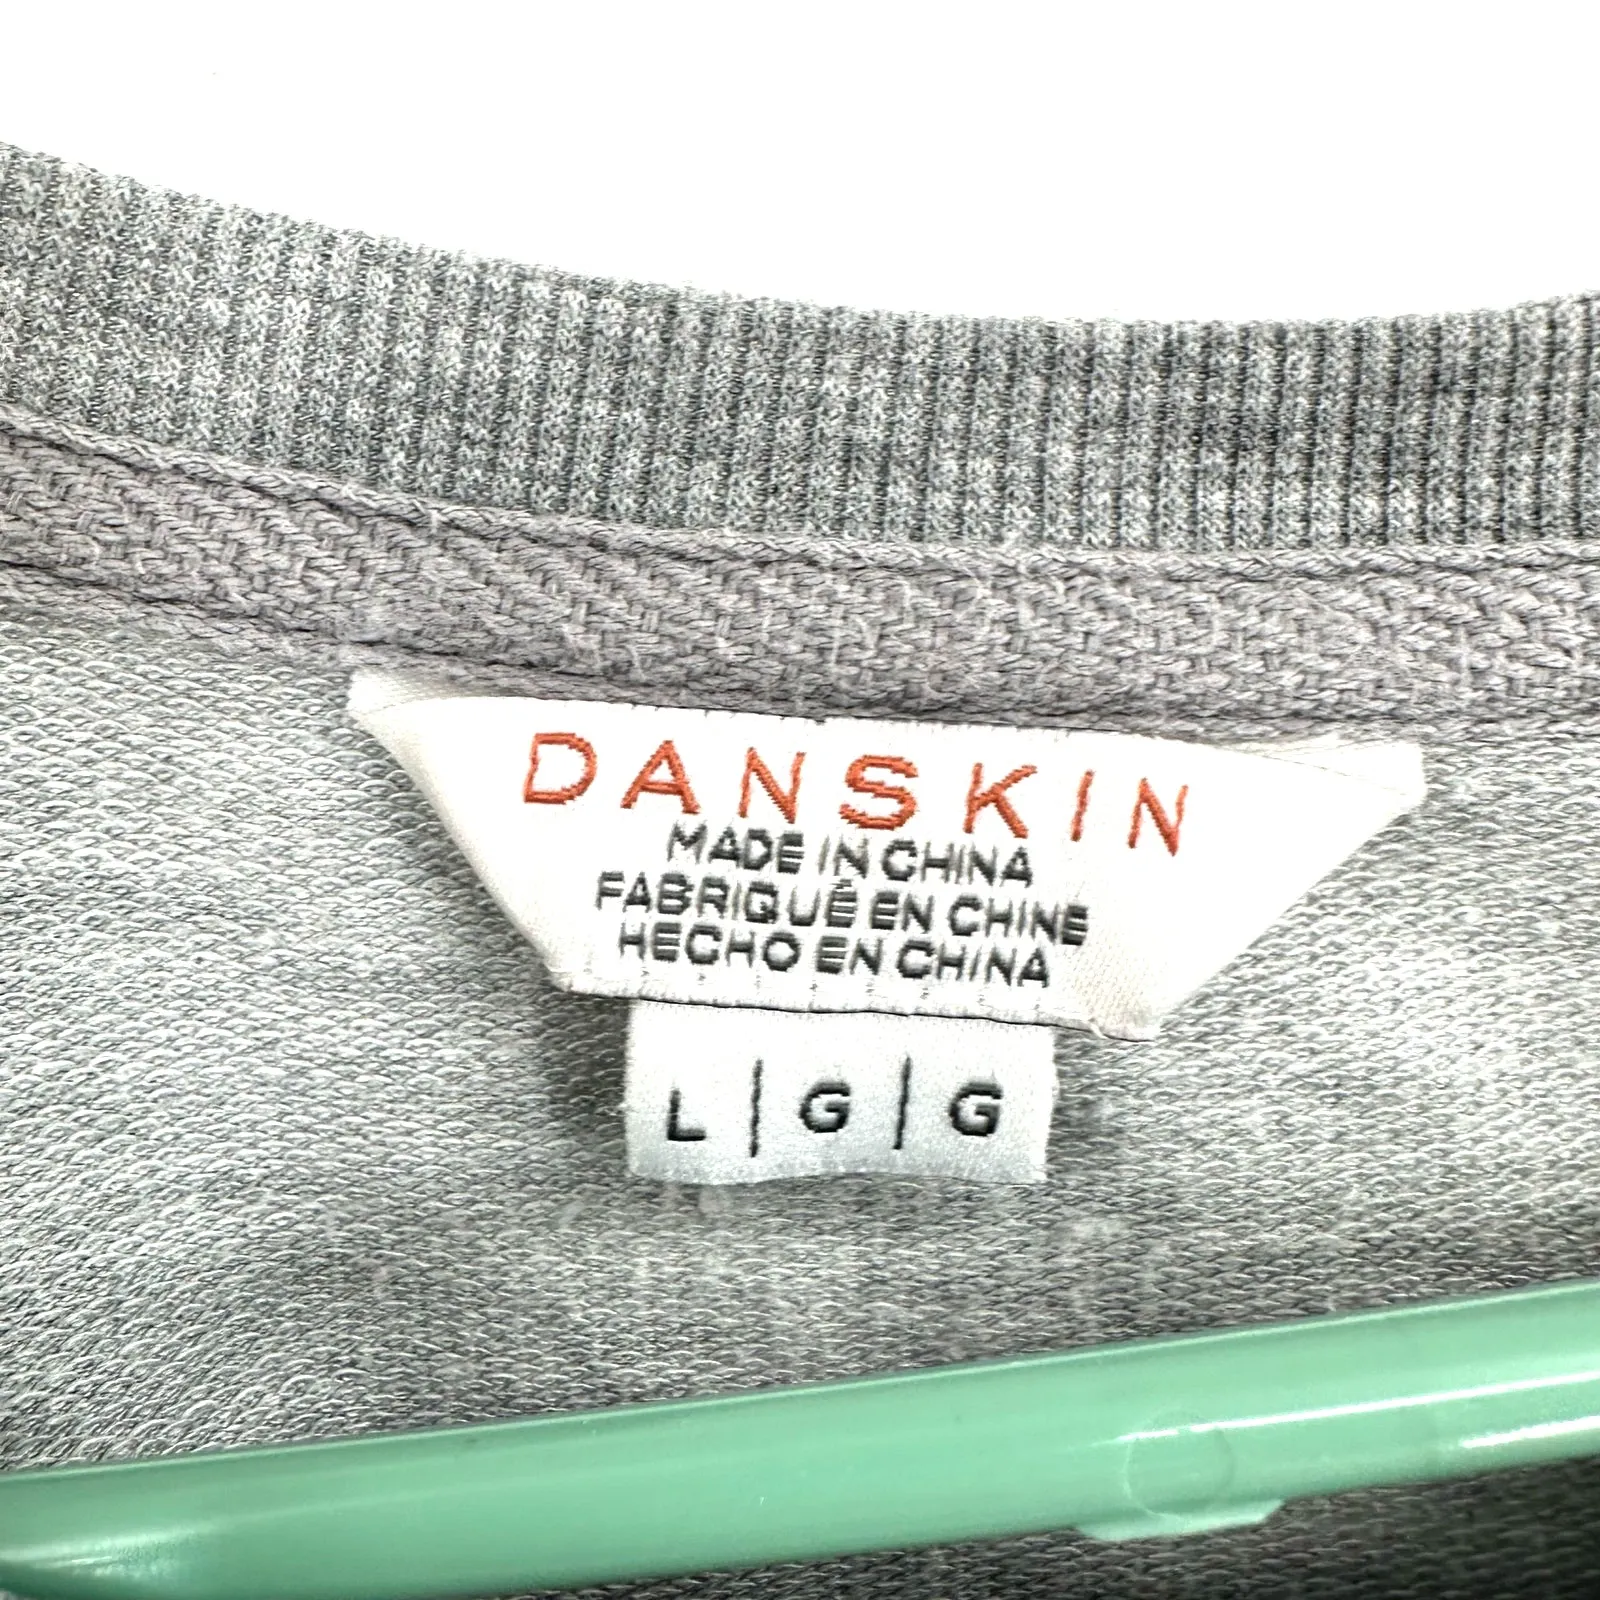 DANSKIN
MADE IN CHINA
FABRIQUÉ EN CHINE
HECHO EN CHINA
L | G | G